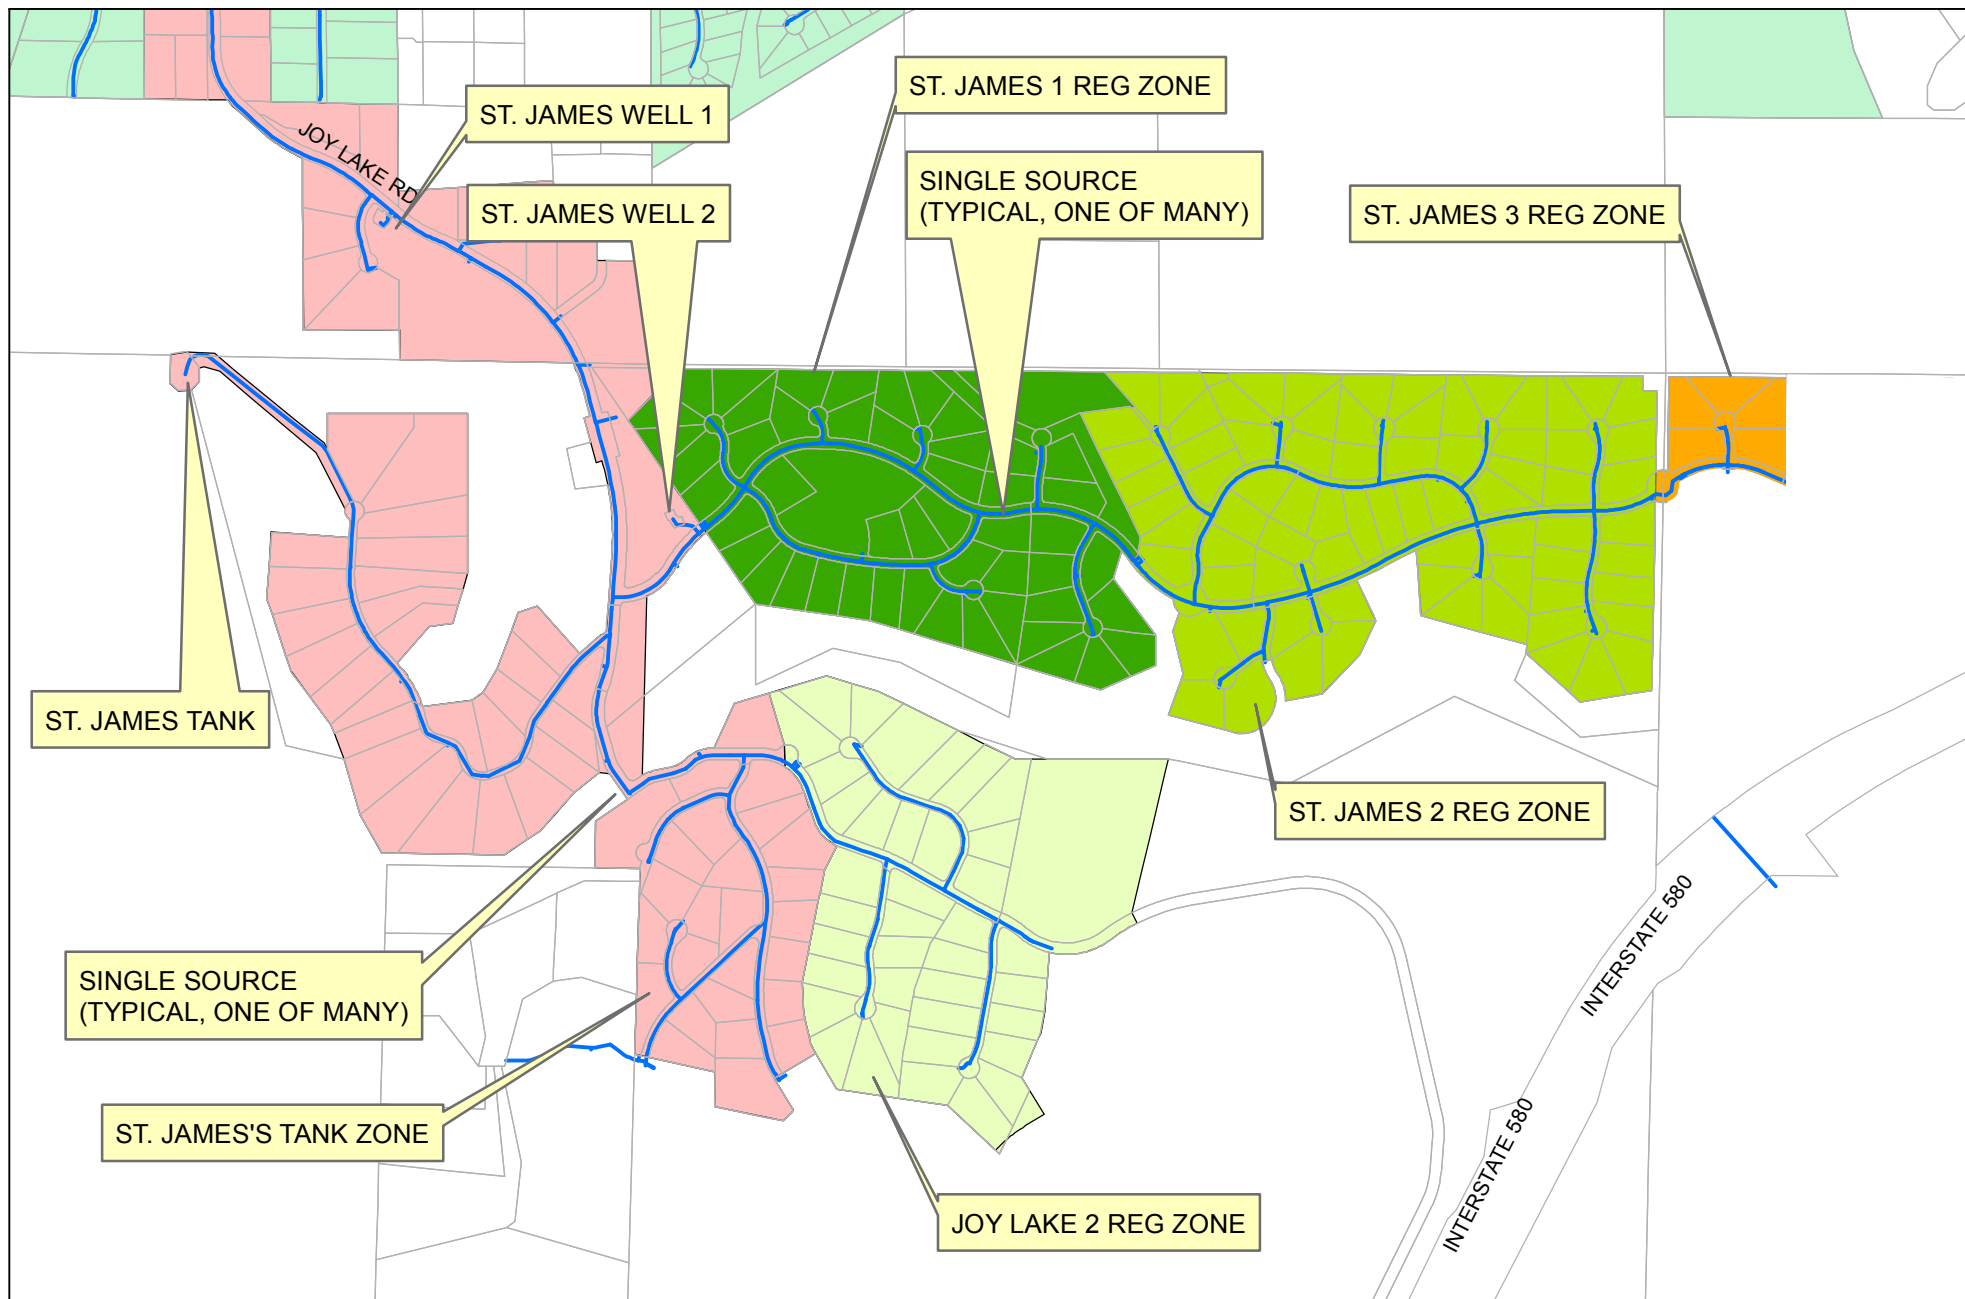 ST. JAMES 1 REG ZONE
ST. JAMES WELL 1
JOY LAKE RD
SINGLE SOURCE
(TYPICAL, ONE OF MANY)
ST. JAMES WELL 2
ST. JAMES 3 REG ZONE
ST. JAMES TANK
ST. JAMES 2 REG ZONE
INTERSTATE 580
SINGLE SOURCE
(TYPICAL, ONE OF MANY)
ST. JAMES'S TANK ZONE
INTERSTATE 580
JOY LAKE 2 REG ZONE